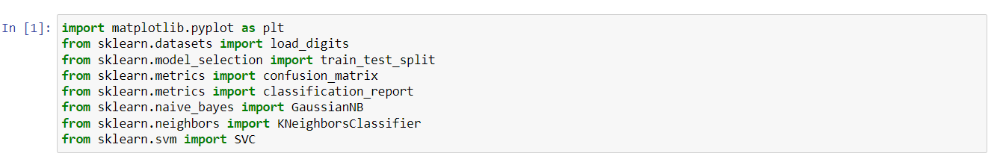 In [1]: import matplotlib.pyplot as plt
from sklearn.datasets import load_digits
from sklearn.model_selection import train_test_split
from sklearn.metrics import confusion_matrix
from sklearn.metrics import classification_report
from sklearn.naive_bayes import GaussianNB
from sklearn.neighbors import KNeighborsClassifier
from sklearn.svm import SVC